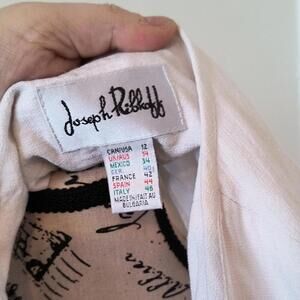 Joseph Ribkoff
CAN/USA 12
UK/AUS 14
MEXICO 34
GER. 40
FRANCE 42
SPAIN 44
ITALY 46
MADE IN/FAIT AU
BULGARIA